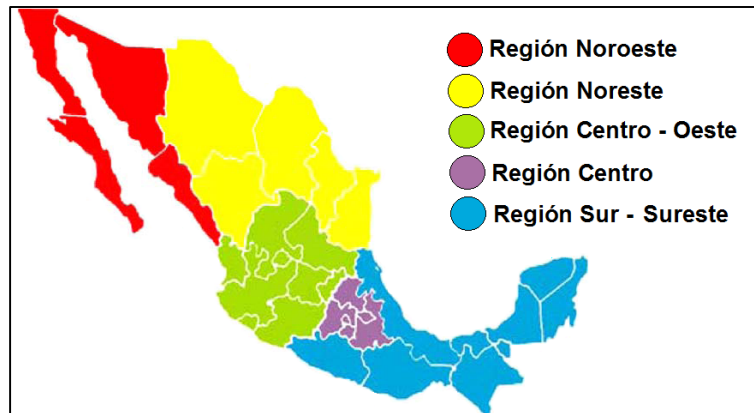 Región Noroeste
Región Noreste
Región Centro - Oeste
Región Centro
Región Sur - Sureste